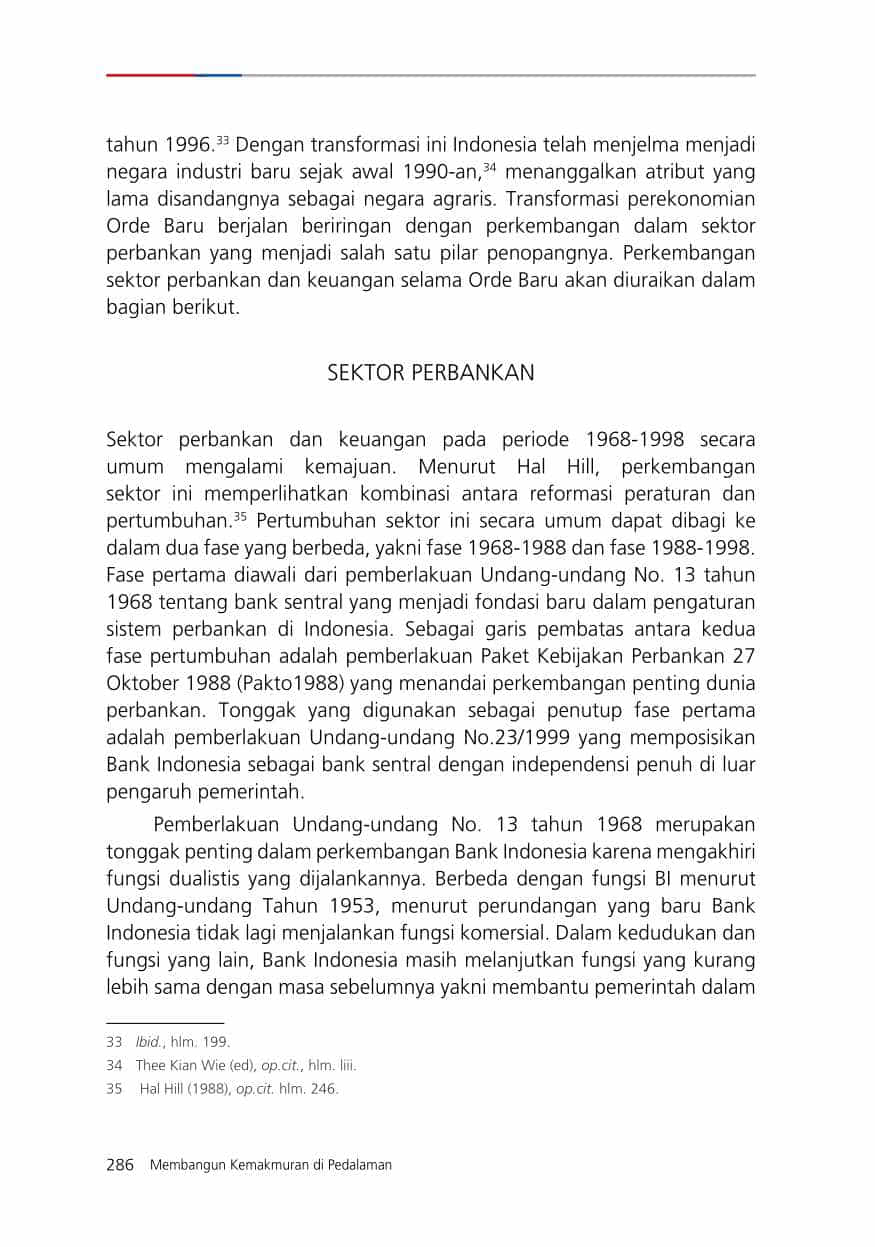 tahun 1996.33 Dengan transformasi ini Indonesia telah menjelma menjadi
negara industri baru sejak awal 1990-an,34 menanggalkan atribut yang
lama disandangnya sebagai negara agraris. Transformasi perekonomian
Orde Baru berjalan beriringan dengan perkembangan dalam sektor
perbankan yang menjadi salah satu pilar penopangnya. Perkembangan
sektor perbankan dan keuangan selama Orde Baru akan diuraikan dalam
bagian berikut.
SEKTOR PERBANKAN
Sektor perbankan dan keuangan pada periode 1968-1998 secara
umum mengalami kemajuan. Menurut Hal Hill, perkembangan
sektor ini memperlihatkan kombinasi antara reformasi peraturan dan
pertumbuhan.35 Pertumbuhan sektor ini secara umum dapat dibagi ke
dalam dua fase yang berbeda, yakni fase 1968-1988 dan fase 1988-1998.
Fase pertama diawali dari pemberlakuan Undang-undang No. 13 tahun
1968 tentang bank sentral yang menjadi fondasi baru dalam pengaturan
sistem perbankan di Indonesia. Sebagai garis pembatas antara kedua
fase pertumbuhan adalah pemberlakuan Paket Kebijakan Perbankan 27
Oktober 1988 (Pakto1988) yang menandai perkembangan penting dunia
perbankan. Tonggak yang digunakan sebagai penutup fase pertama
adalah pemberlakuan Undang-undang No.23/1999 yang memposisikan
Bank Indonesia sebagai bank sentral dengan independensi penuh di luar
pengaruh pemerintah.
Pemberlakuan Undang-undang No. 13 tahun 1968 merupakan
tonggak penting dalam perkembangan Bank Indonesia karena mengakhiri
fungsi dualistis yang dijalankannya. Berbeda dengan fungsi BI menurut
Undang-undang Tahun 1953, menurut perundangan yang baru Bank
Indonesia tidak lagi menjalankan fungsi komersial. Dalam kedudukan dan
fungsi yang lain, Bank Indonesia masih melanjutkan fungsi yang kurang
lebih sama dengan masa sebelumnya yakni membantu pemerintah dalam
33 Ibid., hlm. 199.
34 Thee Kian Wie (ed), op.cit., hlm. liii.
35 Hal Hill (1988), op.cit. hlm. 246.
286 Membangun Kemakmuran di Pedalaman